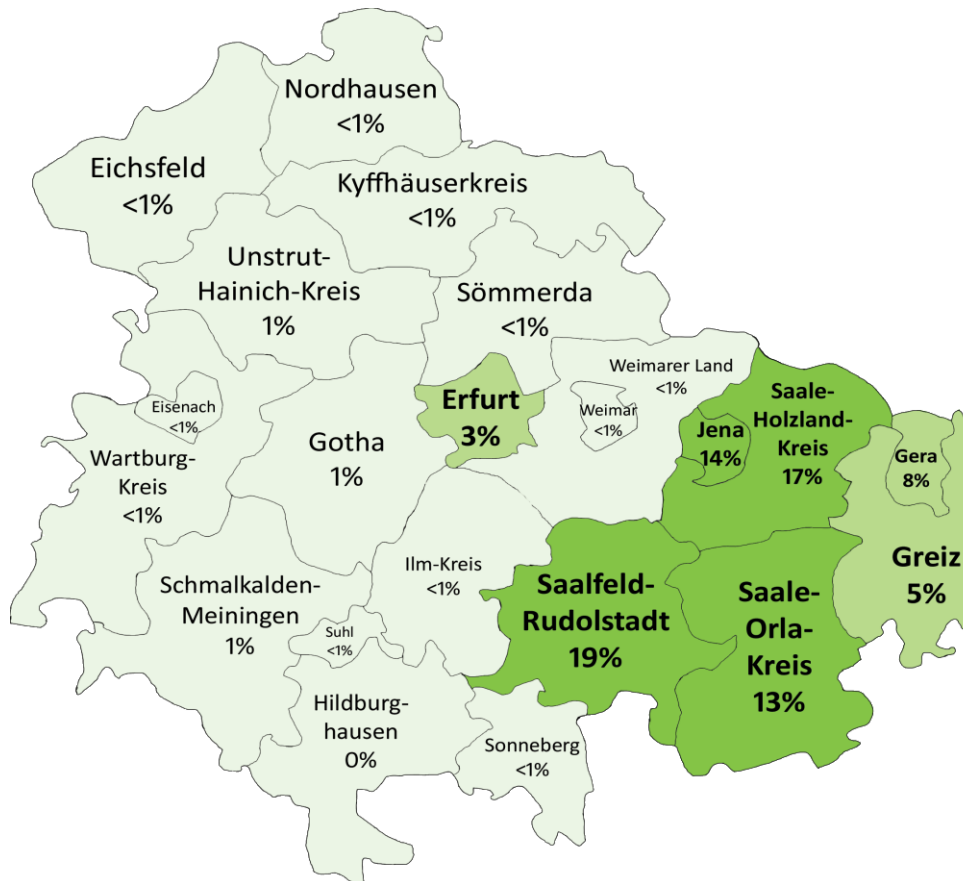 Nordhausen
<1%
Eichsfeld
<1%
Kyffhäuserkreis
<1%
Unstrut-
Hainich-Kreis
1%
Sömmerda
<1%
Weimarer Land
<1%
Eisenach
<1%
Erfurt
3%
Weimar
<1%
Saale-
Holzland-
Kreis
17%
Jena
14%
Gera
8%
Gotha
1%
Wartburg-
Kreis
<1%
Ilm-Kreis
<1%
Greiz
5%
Schmalkalden-
Meiningen
1%
Saalfeld-
Rudolstadt
19%
Saale-
Orla-
Kreis
13%
Suhl
<1%
Hildburg-
hausen
0%
Sonneberg
<1%